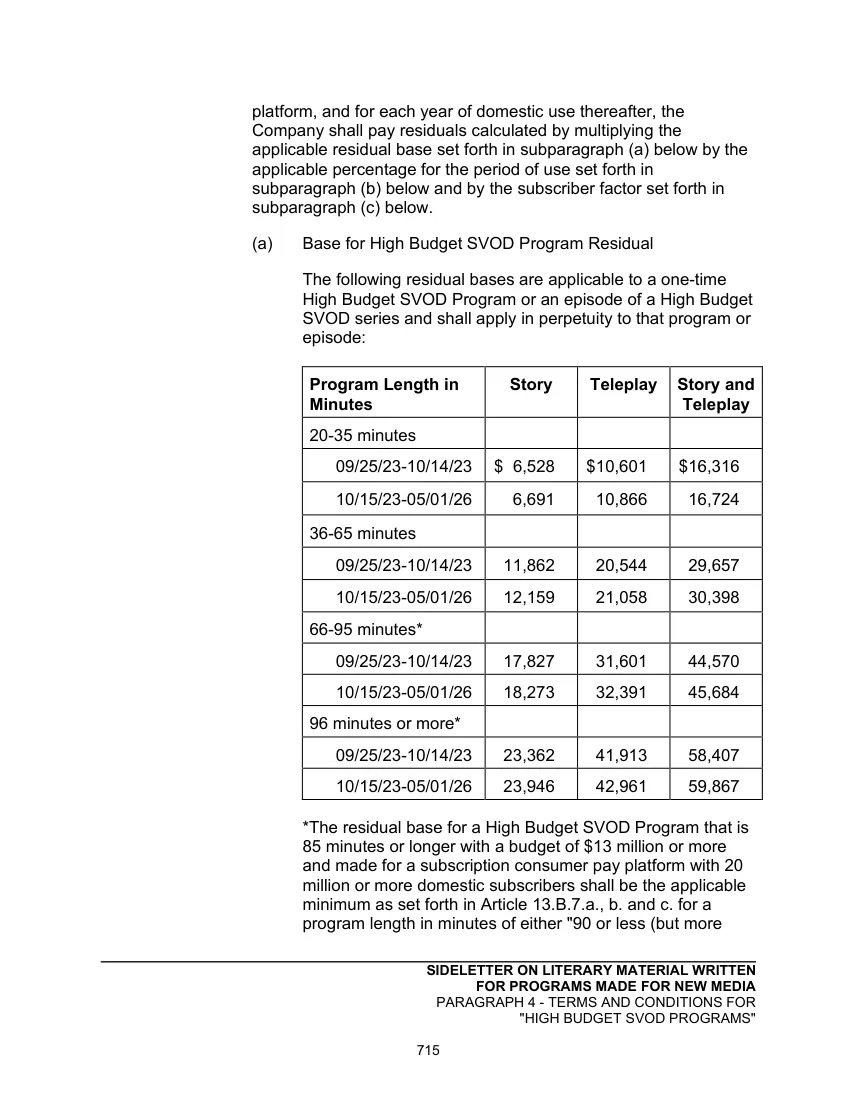 platform, and for each year of domestic use thereafter, the
Company shall pay residuals calculated by multiplying the
applicable residual base set forth in subparagraph (a) below by the
applicable percentage for the period of use set forth in
subparagraph (b) below and by the subscriber factor set forth in
subparagraph (c) below.
(a) Base for High Budget SVOD Program Residual
The following residual bases are applicable to a one-time
High Budget SVOD Program or an episode of a High Budget
SVOD series and shall apply in perpetuity to that program or
episode:
Program Length in Story Teleplay Story and
Minutes Teleplay
20-35 minutes
09/25/23-10/14/23 $ 6,528 $10,601 $16,316
10/15/23-05/01/26 6,691 10,866 16,724
36-65 minutes
09/25/23-10/14/23 11,862 20,544 29,657
10/15/23-05/01/26 12,159 21,058 30,398
66-95 minutes*
09/25/23-10/14/23 17,827 31,601 44,570
10/15/23-05/01/26 18,273 32,391 45,684
96 minutes or more*
09/25/23-10/14/23 23,362 41,913 58,407
10/15/23-05/01/26 23,946 42,961 59,867
*The residual base for a High Budget SVOD Program that is
85 minutes or longer with a budget of $13 million or more
and made for a subscription consumer pay platform with 20
million or more domestic subscribers shall be the applicable
minimum as set forth in Article 13.B.7.a., b. and c. for a
program length in minutes of either "90 or less (but more
SIDELETTER ON LITERARY MATERIAL WRITTEN
FOR PROGRAMS MADE FOR NEW MEDIA
PARAGRAPH 4 - TERMS AND CONDITIONS FOR
"HIGH BUDGET SVOD PROGRAMS"
715